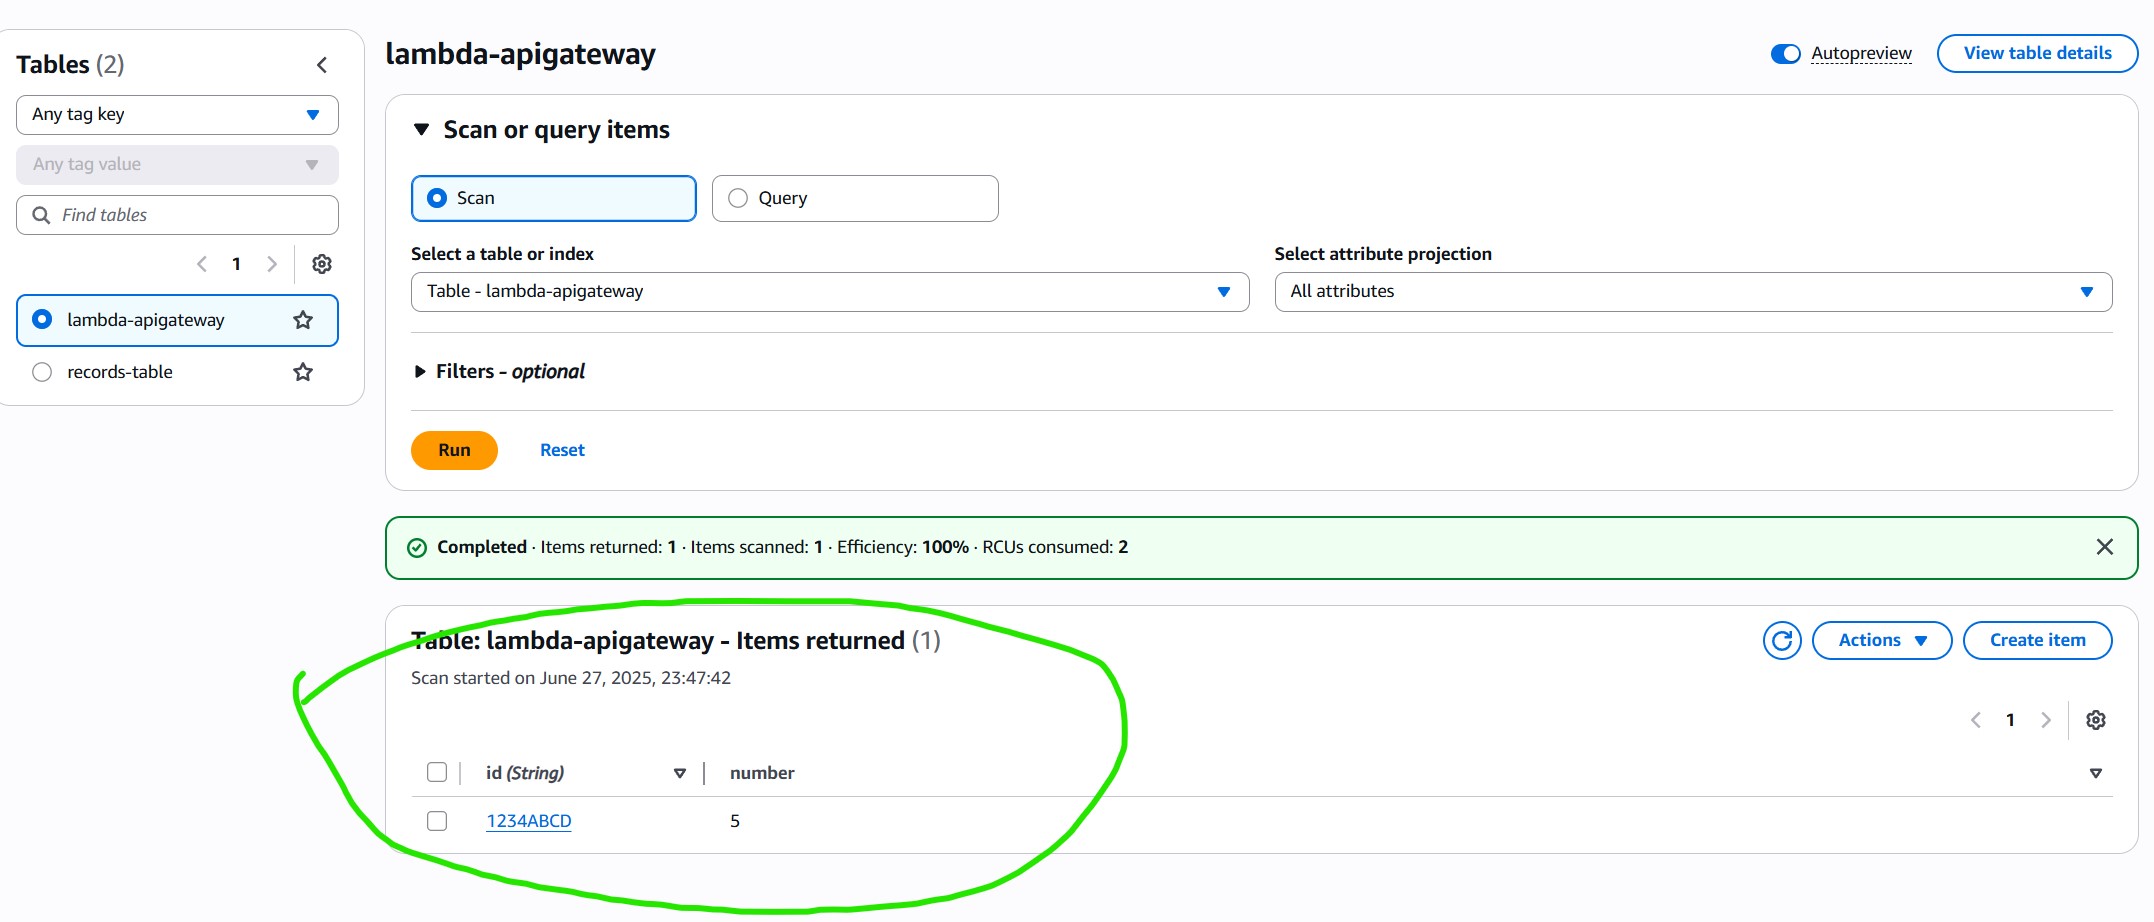 Tables (2)
Any tag key
Any tag value
Find tables
1
lambda-apigateway
records-table
lambda-apigateway
Autopreview
View table details
Scan or query items
Scan
Query
Select a table or index
Select attribute projection
Table - lambda-apigateway
All attributes
Filters - optional
Run
Reset
Completed · Items returned: 1 · Items scanned: 1 · Efficiency: 100% · RCUs consumed: 2
Table: lambda-apigateway - Items returned (1)
Actions
Create item
Scan started on June 27, 2025, 23:47:42
1
id (String)
number
1234ABCD
5